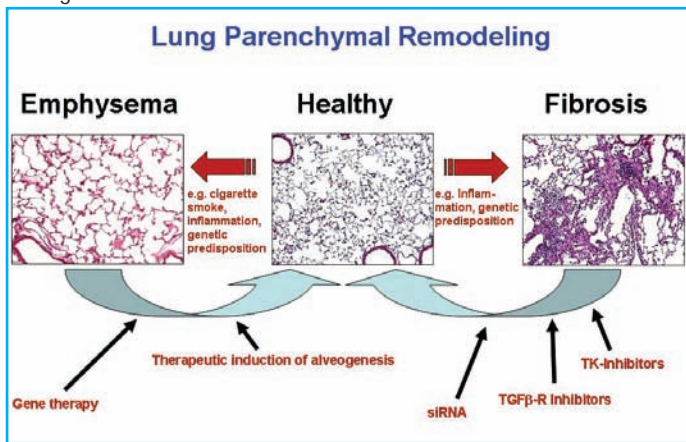 Lung Parenchymal Remodeling
Emphysema
Healthy
Fibrosis
e.g. cigarette
smoke,
inflammation,
genetic
predisposition
e.g. Inflam-
mation, genetic
predisposition
Therapeutic induction of alveogenesis
Gene therapy
siRNA
TGFβ-R Inhibitors
TK-Inhibitors